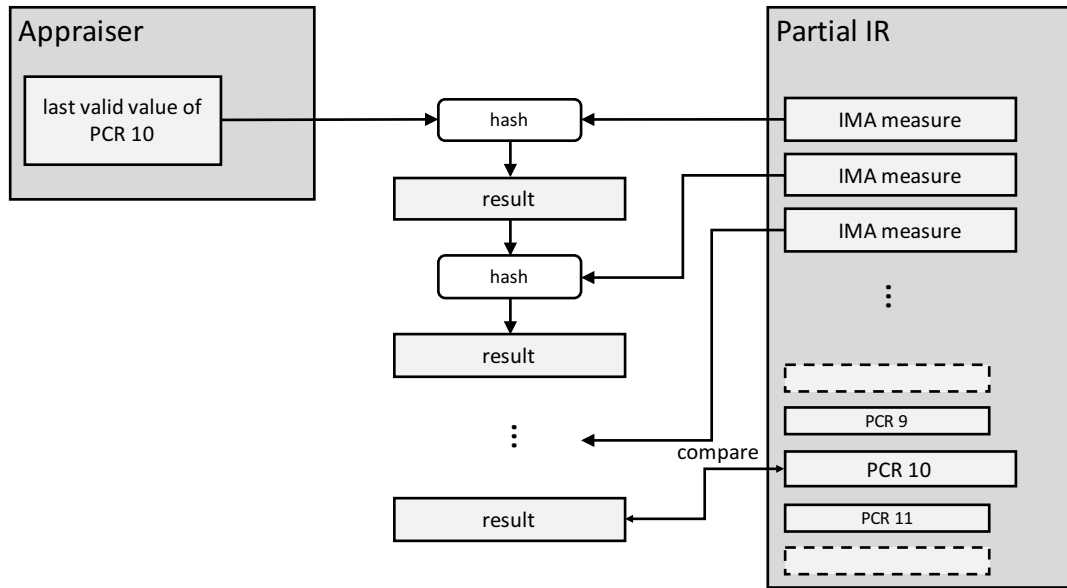 Appraiser
last valid value of
PCR 10
hash
result
hash
result
⋮
result
compare
Partial IR
IMA measure
IMA measure
IMA measure
⋮
PCR 9
PCR 10
PCR 11